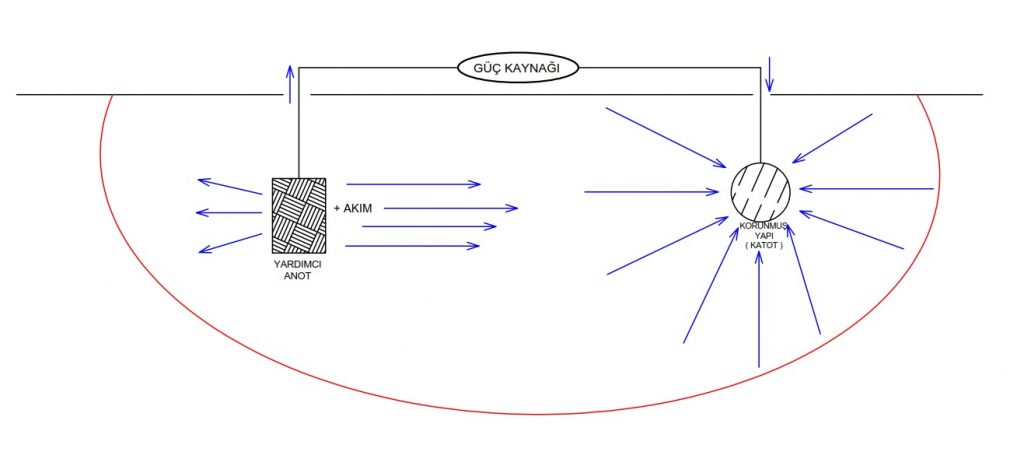 GÜÇ KAYNAĞI
+ AKIM
YARDIMCI
ANOT
KORUNMUŞ
YAPI
( KATOT )